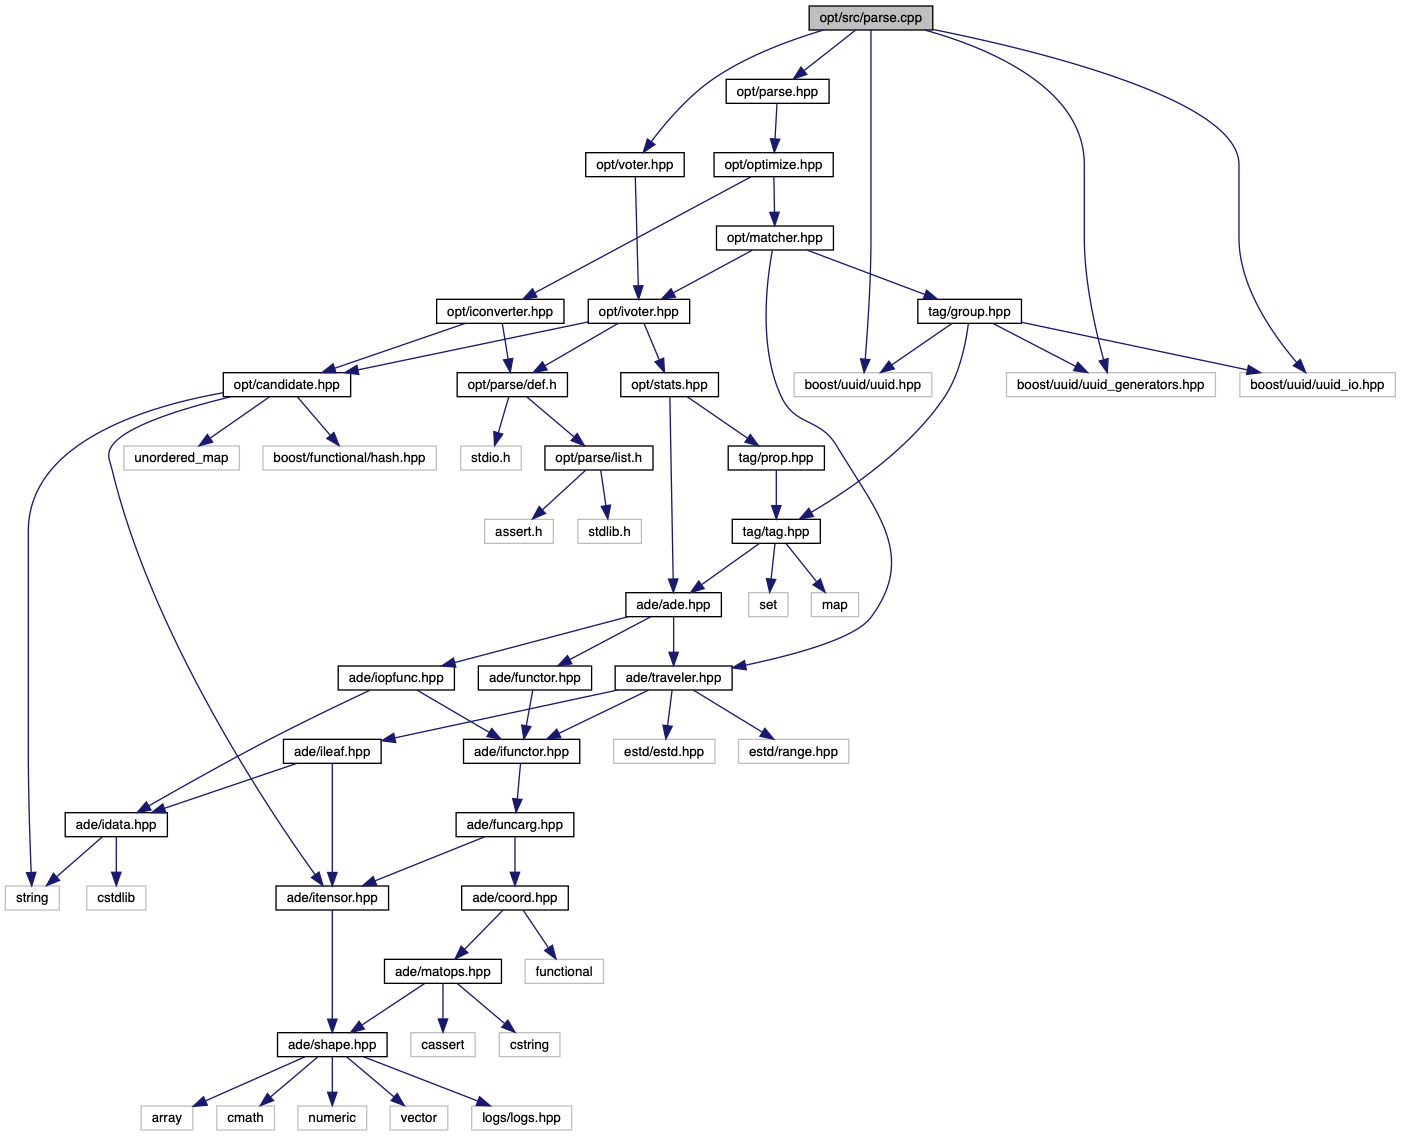 opt/src/parse.cpp
opt/parse.hpp
opt/voter.hpp
opt/optimize.hpp
opt/matcher.hpp
opt/iconverter.hpp
opt/ivoter.hpp
tag/group.hpp
opt/candidate.hpp
opt/parse/def.h
opt/stats.hpp
boost/uuid/uuid.hpp
boost/uuid/uuid_generators.hpp
boost/uuid/uuid_io.hpp
unordered_map
boost/functional/hash.hpp
stdio.h
opt/parse/list.h
tag/prop.hpp
assert.h
stdlib.h
tag/tag.hpp
ade/ade.hpp
set
map
ade/iopfunc.hpp
ade/functor.hpp
ade/traveler.hpp
ade/ileaf.hpp
ade/ifunctor.hpp
estd/estd.hpp
estd/range.hpp
ade/idata.hpp
ade/funcarg.hpp
string
cstdlib
ade/itensor.hpp
ade/coord.hpp
ade/matops.hpp
functional
ade/shape.hpp
cassert
cstring
array
cmath
numeric
vector
logs/logs.hpp